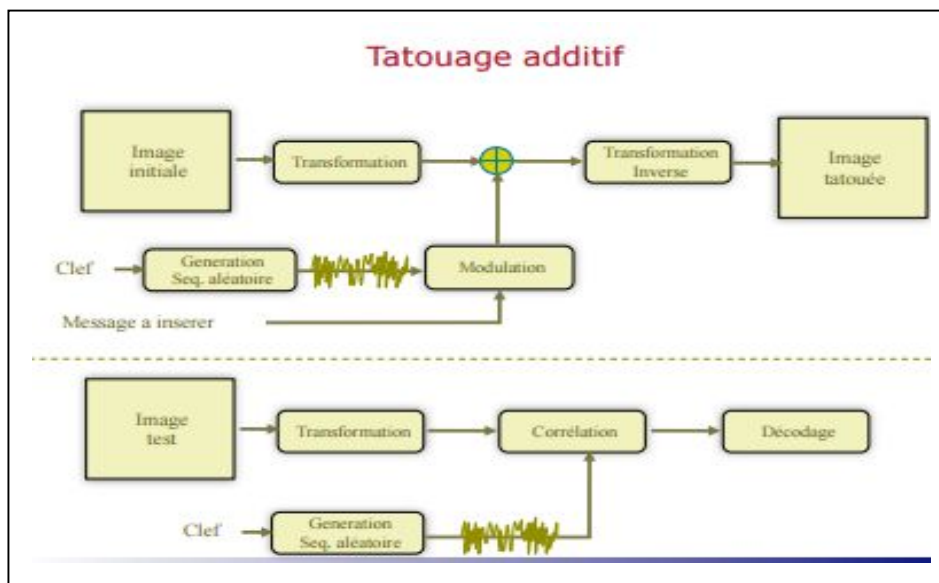 Tatouage additif
Image
initiale
Transformation
Transformation
Inverse
Image
tatouée
Clef
Generation
Seq. aléatoire
Modulation
Message a inserer
Image
test
Transformation
Corrélation
Décodage
Clef
Generation
Seq. aléatoire